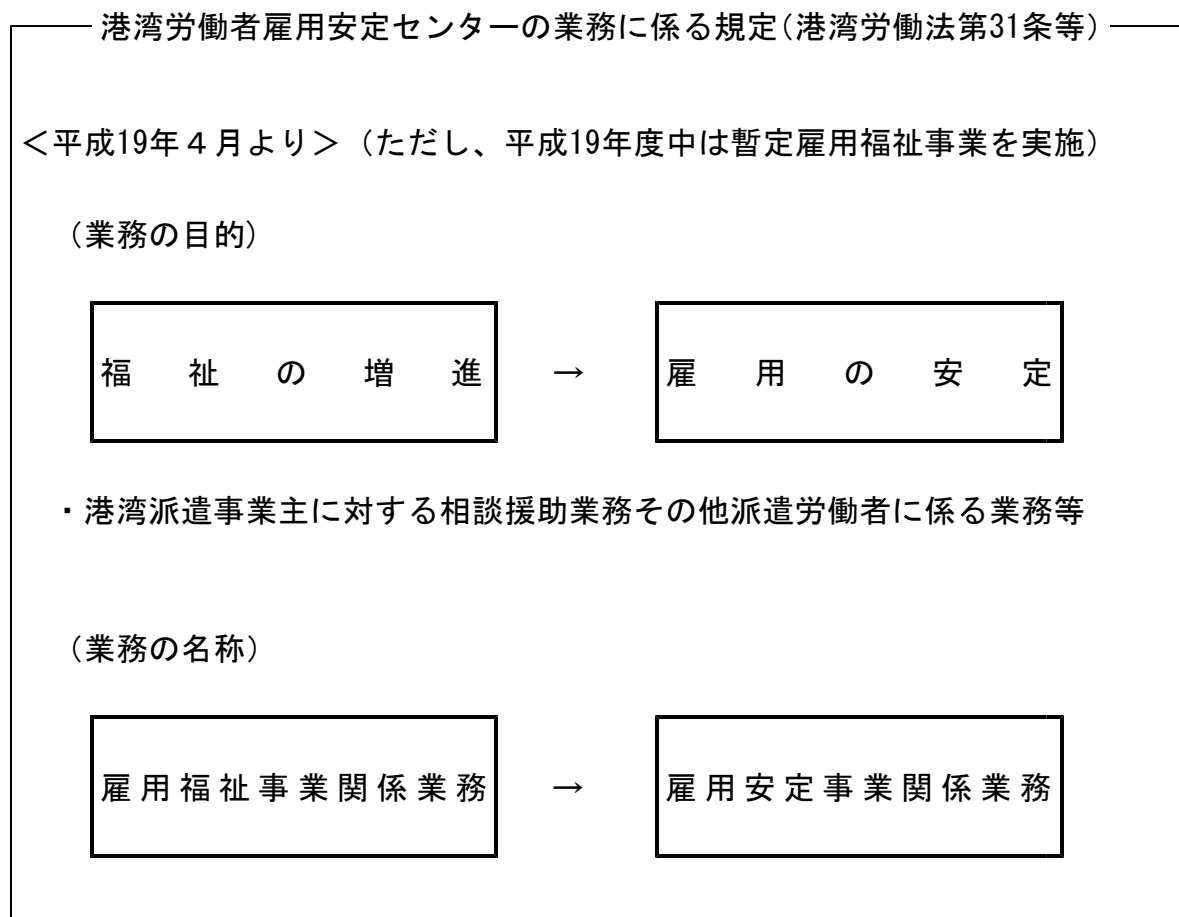 港湾労働者雇用安定センターの業務に係る規定(港湾労働法第31条等)
＜平成19年４月より＞（ただし、平成19年度中は暫定雇用福祉事業を実施）
（業務の目的）
福祉の増進 → 雇用の安定
・港湾派遣事業主に対する相談援助業務その他派遣労働者に係る業務等
（業務の名称）
雇用福祉事業関係業務 → 雇用安定事業関係業務